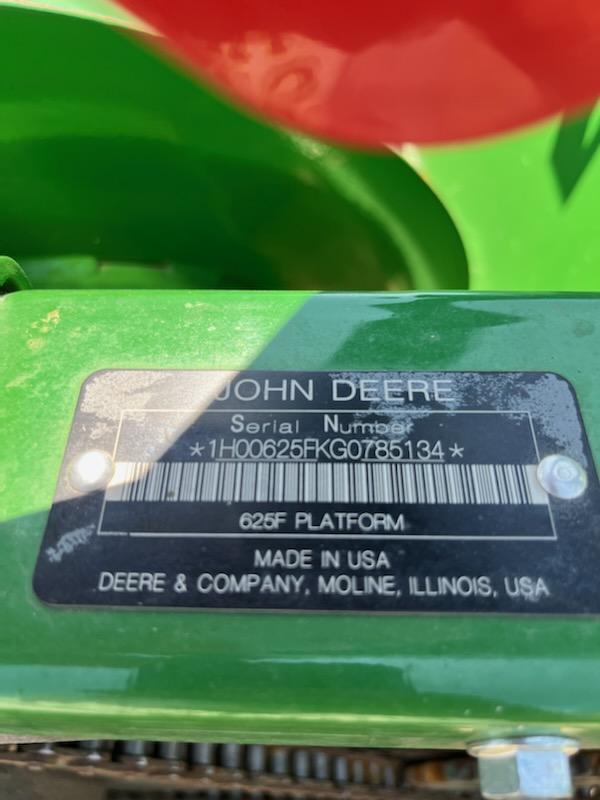 JOHN DEERE
Serial Number
*1H00625FKG0785134*
625F PLATFORM
MADE IN USA
DEERE & COMPANY, MOLINE, ILLINOIS, USA